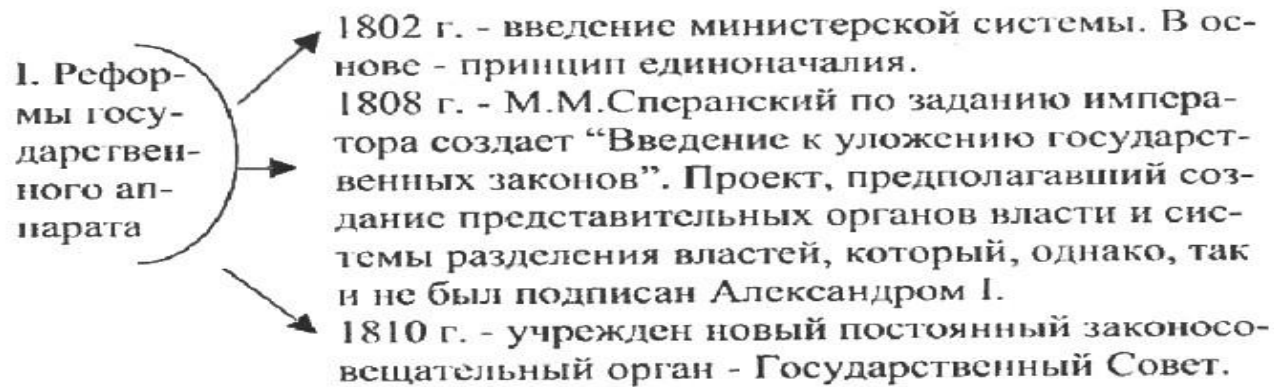 1. Рефор-
мы госу-
дарствен-
ного ап-
парата
1802 г. - введение министерской системы. В ос-
нове - принцип единоначалия.
1808 г. - М.М.Сперанский по заданию импера-
тора создает “Введение к уложению государст-
венных законов”. Проект, предполагавший соз-
дание представительных органов власти и сис-
темы разделения властей, который, однако, так
и не был подписан Александром I.
1810 г. - учрежден новый постоянный законосо-
вещательный орган - Государственный Совет.